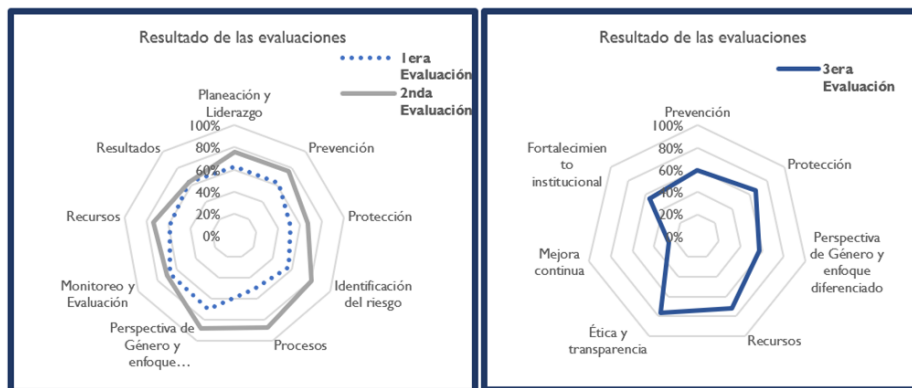 Resultado de las evaluaciones
1era
Evaluación
2nda
Evaluación
Planeación y
Liderazgo
Prevención
Protección
Identificación
del riesgo
Procesos
Perspectiva de
Género y
enfoque…
Monitoreo y
Evaluación
Recursos
Resultados
100%
80%
60%
40%
20%
0%
Resultado de las evaluaciones
3era
Evaluación
Prevención
Protección
Perspectiva
de Género y
enfoque
diferenciado
Recursos
Ética y
transparencia
Mejora
continua
Fortalecimien
to
institucional
100%
80%
60%
40%
20%
0%